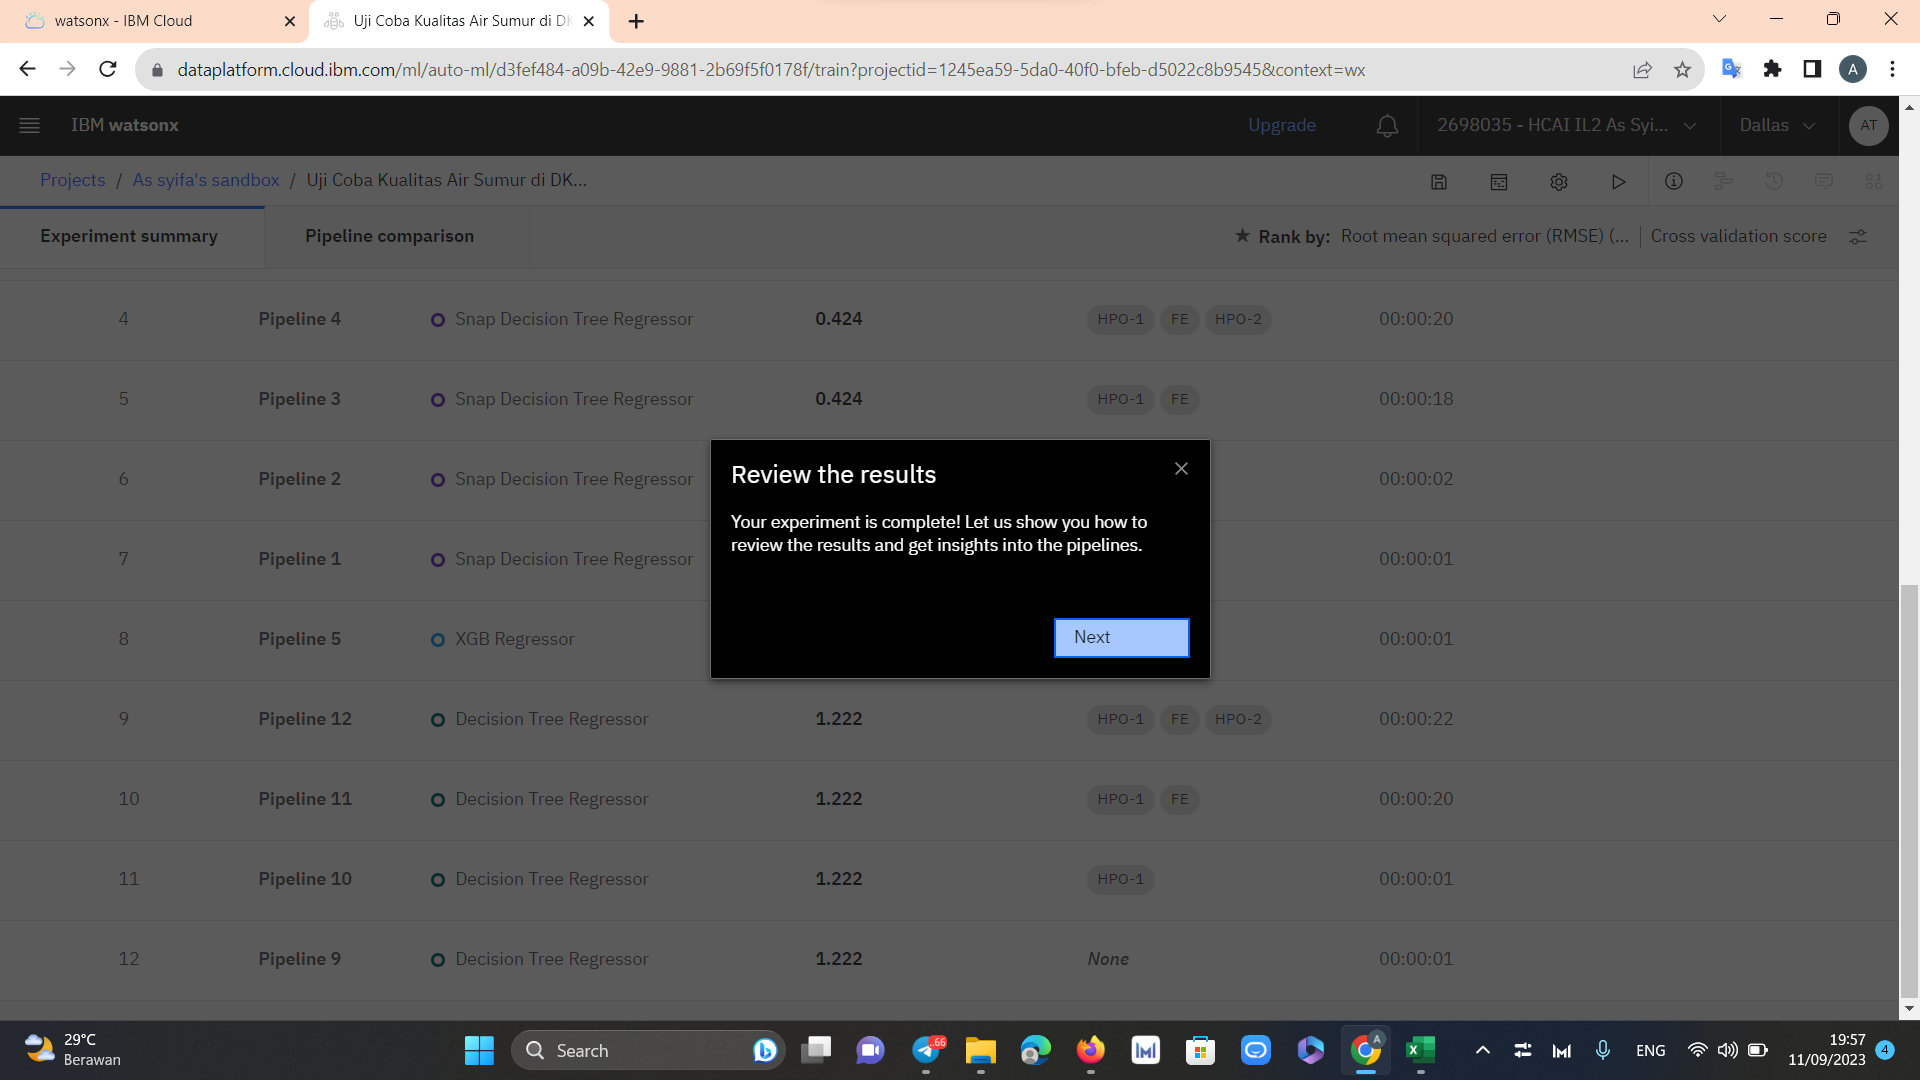 watsonx - IBM Cloud
Uji Coba Kualitas Air Sumur di DK
dataplatform.cloud.ibm.com/ml/auto-ml/d3fef484-a09b-42e9-9881-2b69f5f0178f/train?projectid=1245ea59-5da0-40f0-bfeb-d5022c8b9545&context=wx
A
IBM watsonx
Upgrade
2698035 - HCAI IL2 As Syi...
Dallas
AT
Projects / As syifa's sandbox / Uji Coba Kualitas Air Sumur di DK...
Experiment summary
Pipeline comparison
Rank by: Root mean squared error (RMSE) (... | Cross validation score
4 Pipeline 4 Snap Decision Tree Regressor 0.424 HPO-1 FE HPO-2 00:00:20
5 Pipeline 3 Snap Decision Tree Regressor 0.424 HPO-1 FE 00:00:18
6 Pipeline 2 Snap Decision Tree Regressor 00:00:02
7 Pipeline 1 Snap Decision Tree Regressor 00:00:01
8 Pipeline 5 XGB Regressor 00:00:01
9 Pipeline 12 Decision Tree Regressor 1.222 HPO-1 FE HPO-2 00:00:22
10 Pipeline 11 Decision Tree Regressor 1.222 HPO-1 FE 00:00:20
11 Pipeline 10 Decision Tree Regressor 1.222 HPO-1 00:00:01
12 Pipeline 9 Decision Tree Regressor 1.222 None 00:00:01
Review the results
Your experiment is complete! Let us show you how to
review the results and get insights into the pipelines.
Next
29°C
Berawan
Search
..66
A
ENG
19:57
11/09/2023
4